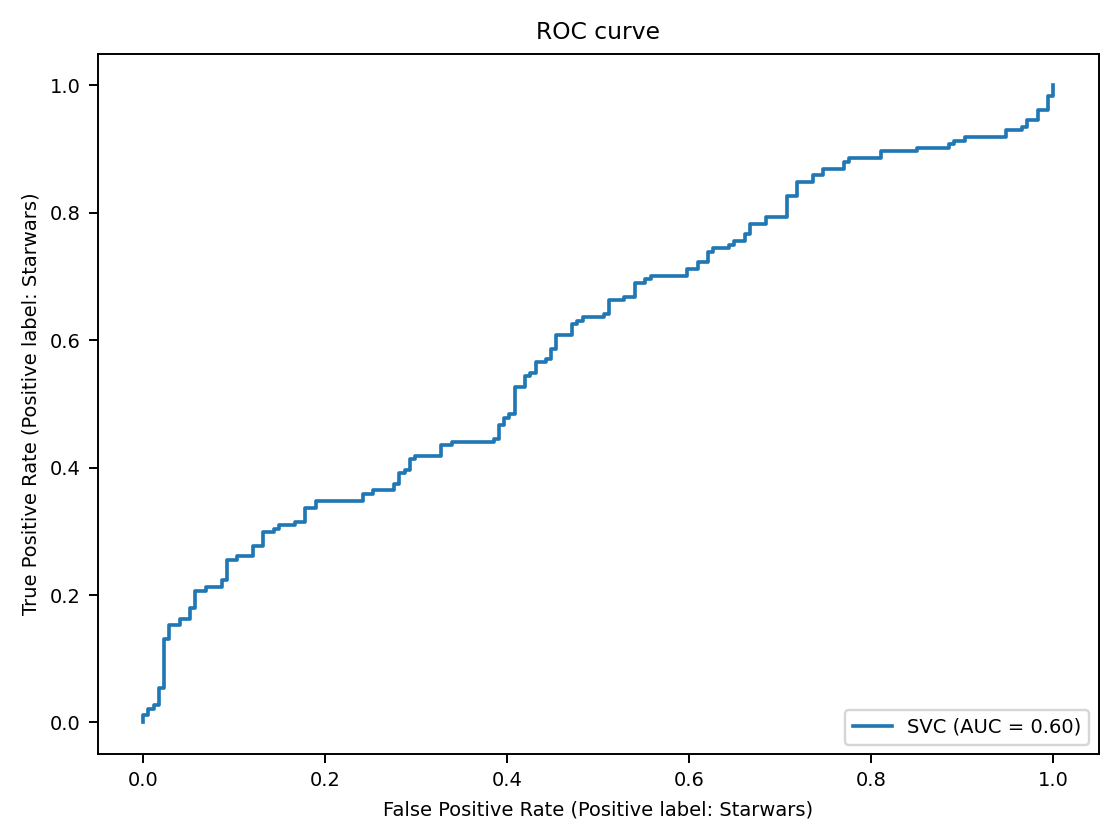 ROC curve
1.0
0.8
0.6
0.4
0.2
0.0
True Positive Rate (Positive label: Starwars)
SVC (AUC = 0.60)
0.0 0.2 0.4 0.6 0.8 1.0
False Positive Rate (Positive label: Starwars)